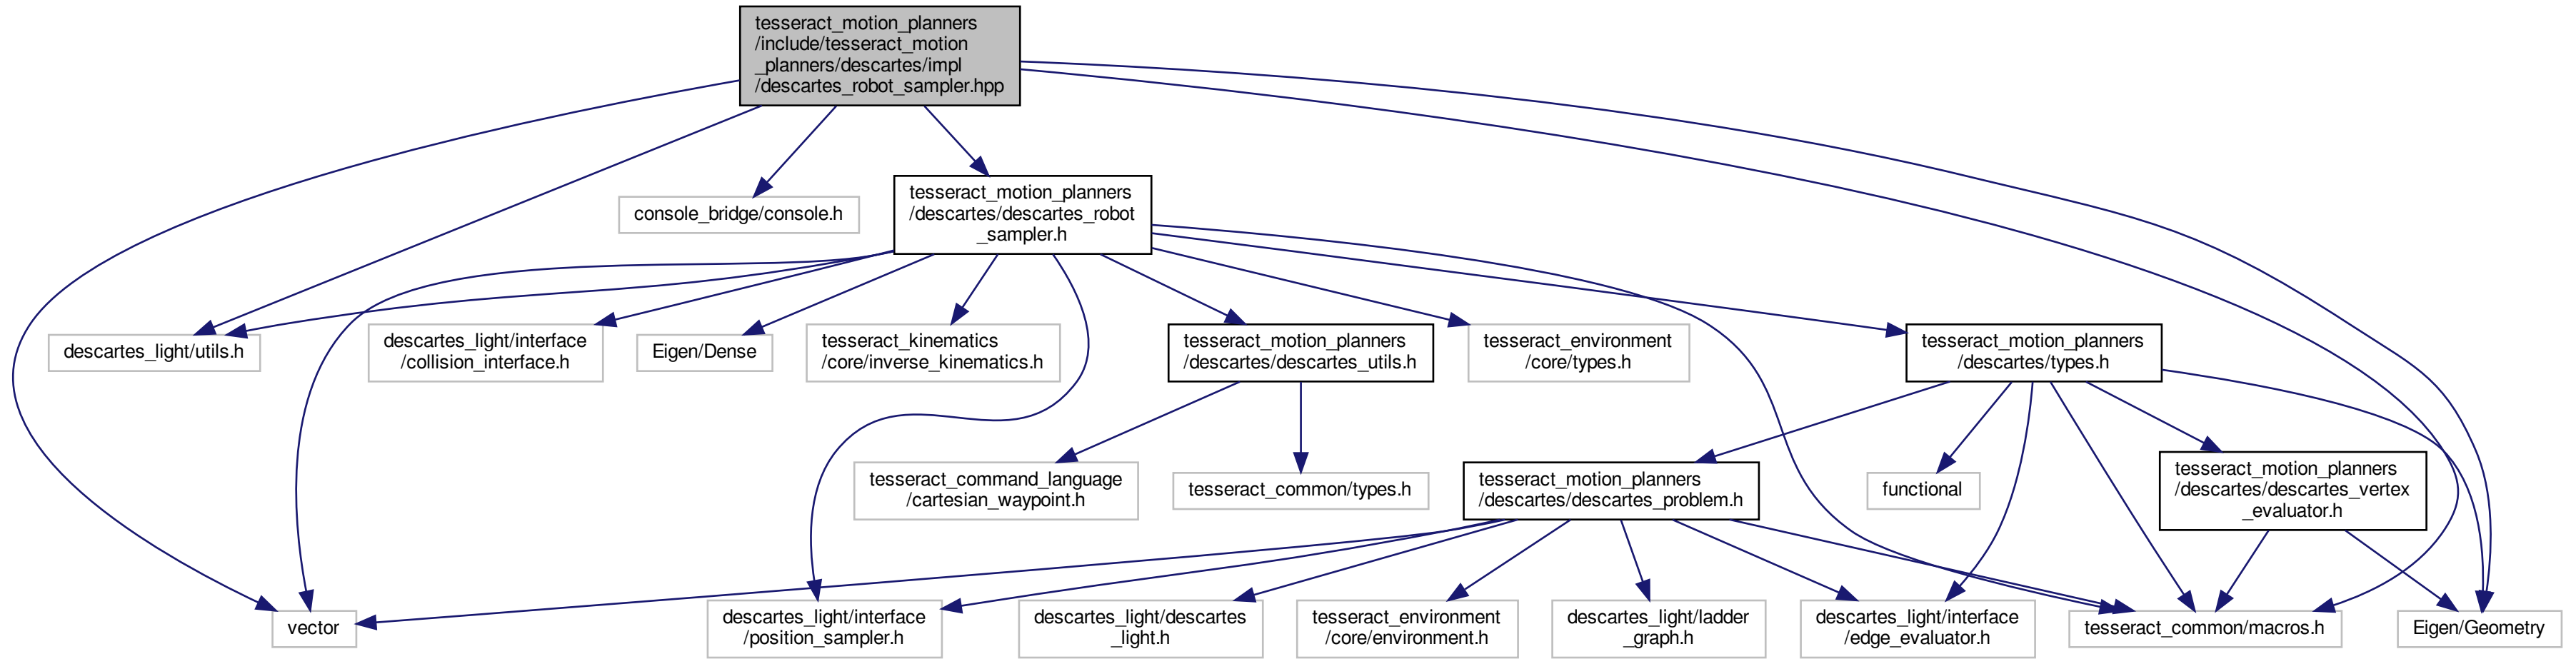 tesseract_motion_planners
/include/tesseract_motion
_planners/descartes/impl
/descartes_robot_sampler.hpp
console_bridge/console.h
tesseract_motion_planners
/descartes/descartes_robot
_sampler.h
descartes_light/utils.h
descartes_light/interface
/collision_interface.h
Eigen/Dense
tesseract_kinematics
/core/inverse_kinematics.h
tesseract_motion_planners
/descartes/descartes_utils.h
tesseract_environment
/core/types.h
tesseract_motion_planners
/descartes/types.h
tesseract_command_language
/cartesian_waypoint.h
tesseract_common/types.h
tesseract_motion_planners
/descartes/descartes_problem.h
functional
tesseract_motion_planners
/descartes/descartes_vertex
_evaluator.h
vector
descartes_light/interface
/position_sampler.h
descartes_light/descartes
_light.h
tesseract_environment
/core/environment.h
descartes_light/ladder
_graph.h
descartes_light/interface
/edge_evaluator.h
tesseract_common/macros.h
Eigen/Geometry